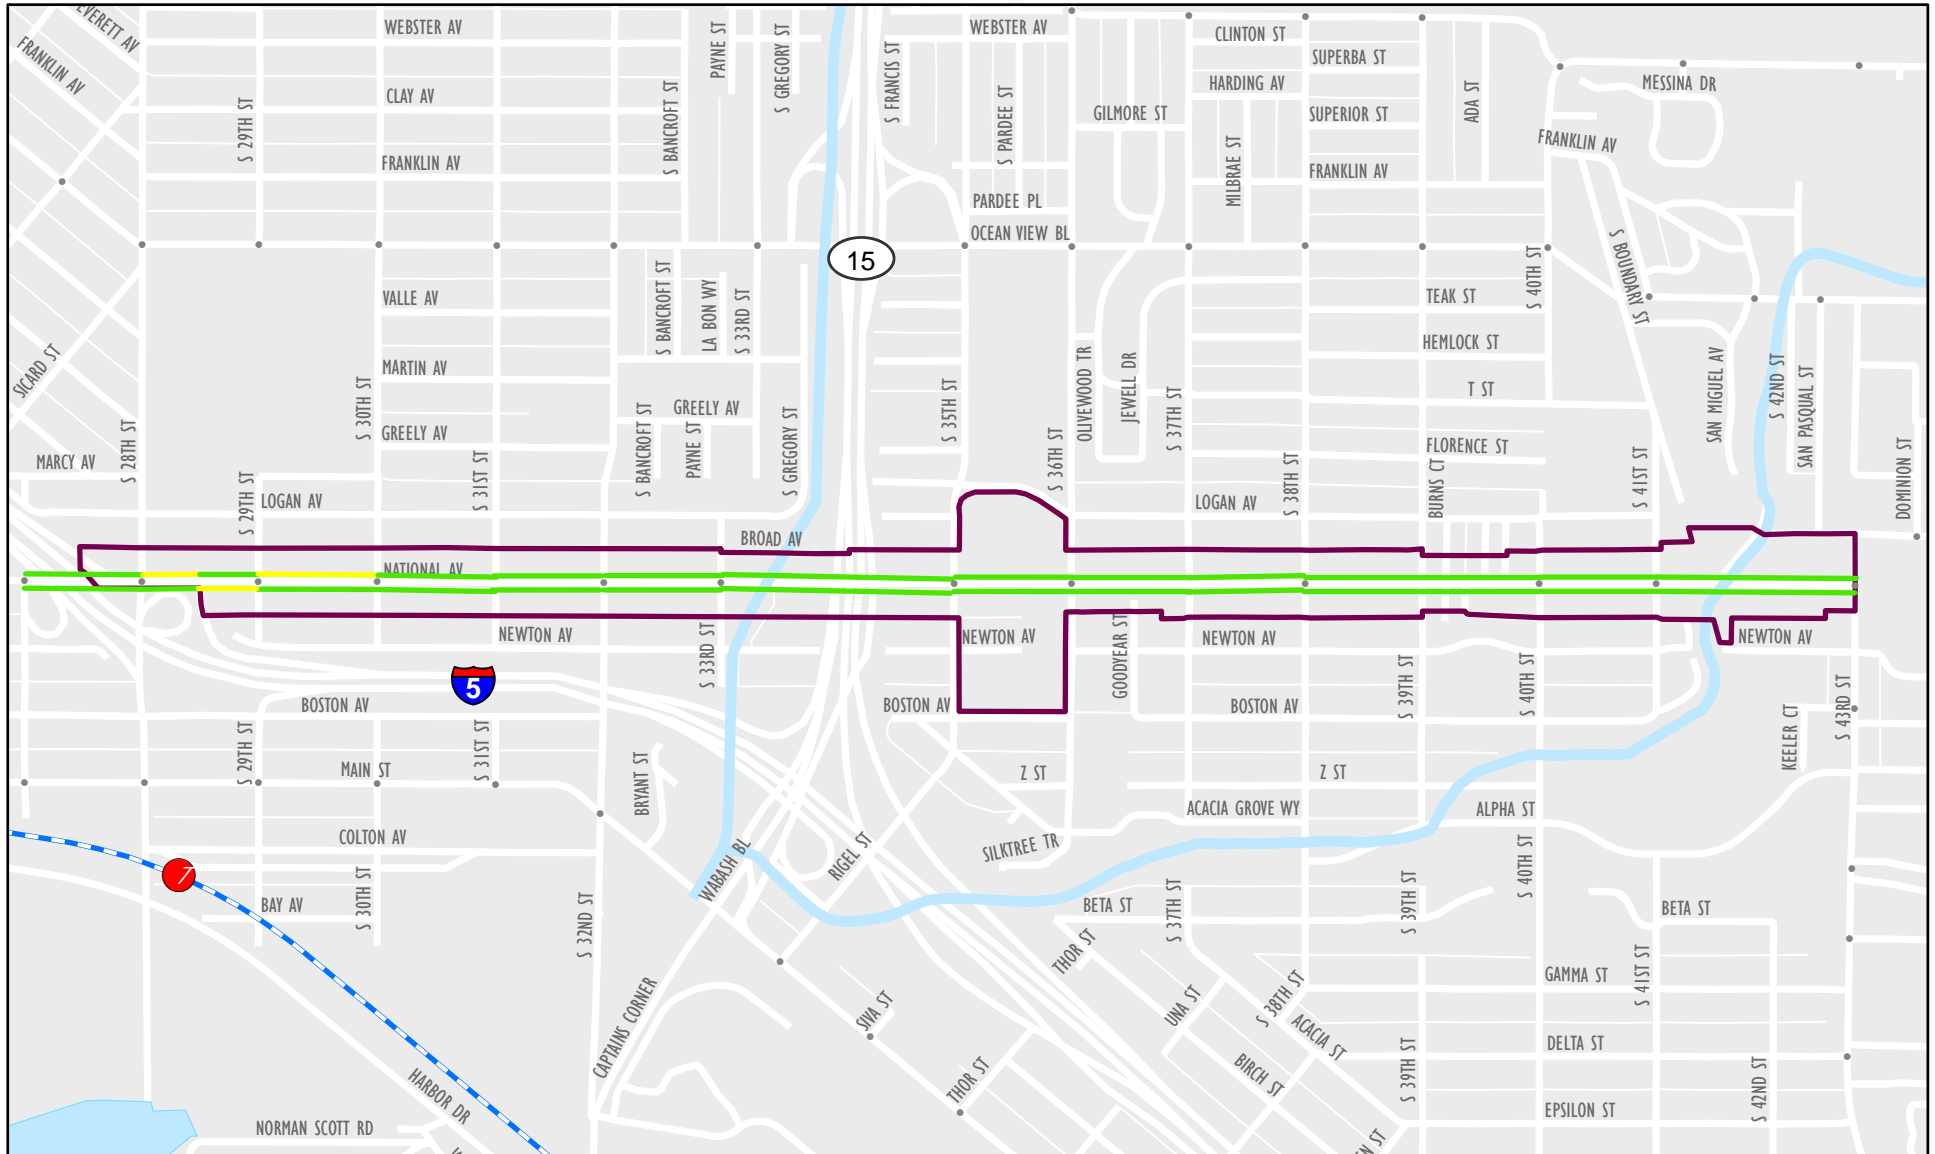 EVERETT AV
WEBSTER AV
PAYNE ST
S GREGORY ST
WEBSTER AV
CLINTON ST
SUPERBA ST
FRANKLIN AV
CLAY AV
S 29TH ST
S BANCROFT ST
S FRANCIS ST
S PARDEE ST
GILMORE ST
HARDING AV
SUPERIOR ST
ADA ST
MESSINA DR
FRANKLIN AV
FRANKLIN AV
MILBRAE ST
FRANKLIN AV
PARDEE PL
OCEAN VIEW BL
15
S BOUNDARY ST
S 40TH ST
VALLE AV
S BANCROFT ST
LA BON WY
S 33RD ST
TEAK ST
HEMLOCK ST
SICARD ST
MARTIN AV
S 30TH ST
S 35TH ST
OLIVEWOOD TR
JEWELL DR
S 37TH ST
T ST
SAN MIGUEL AV
S 42ND ST
SAN PASQUAL ST
GREELY AV
GREELY AV
S BANCROFT ST
PAYNE ST
S GREGORY ST
S 28TH ST
S 36TH ST
FLORENCE ST
MARCY AV
S 29TH ST
LOGAN AV
S 31ST ST
LOGAN AV
S 38TH ST
BURNS CT
S 41ST ST
DOMINION ST
BROAD AV
NATIONAL AV
NEWTON AV
S 33RD ST
NEWTON AV
GOODYEAR ST
NEWTON AV
S 39TH ST
S 40TH ST
NEWTON AV
5
BOSTON AV
BOSTON AV
BOSTON AV
S 43RD ST
KEELER CT
S 29TH ST
MAIN ST
S 31ST ST
BRYANT ST
Z ST
Z ST
ACACIA GROVE WY
ALPHA ST
COLTON AV
WABASH BL
RIGEL ST
SILKTREE TR
7
BAY AV
S 30TH ST
S 32ND ST
BETA ST
S 37TH ST
S 39TH ST
S 40TH ST
BETA ST
THOR ST
GAMMA ST
S 41ST ST
CAPTAINS CORNER
SIVA ST
UNA ST
S 38TH ST
ACACIA ST
DELTA ST
HARBOR DR
THOR ST
BIRCH ST
S 39TH ST
S 42ND ST
EPSILON ST
NORMAN SCOTT RD
EN ST